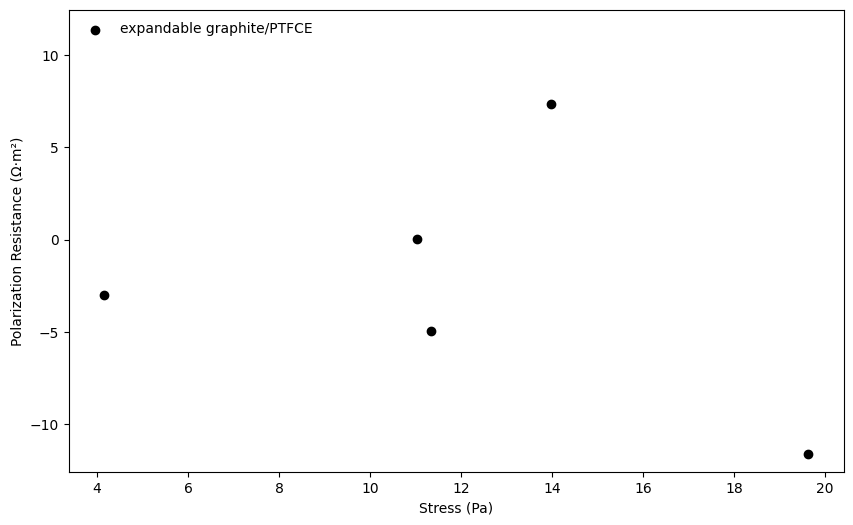 expandable graphite/PTFCE
10
5
0
−5
−10
Polarization Resistance (Ω·m²)
4 6 8 10 12 14 16 18 20
Stress (Pa)